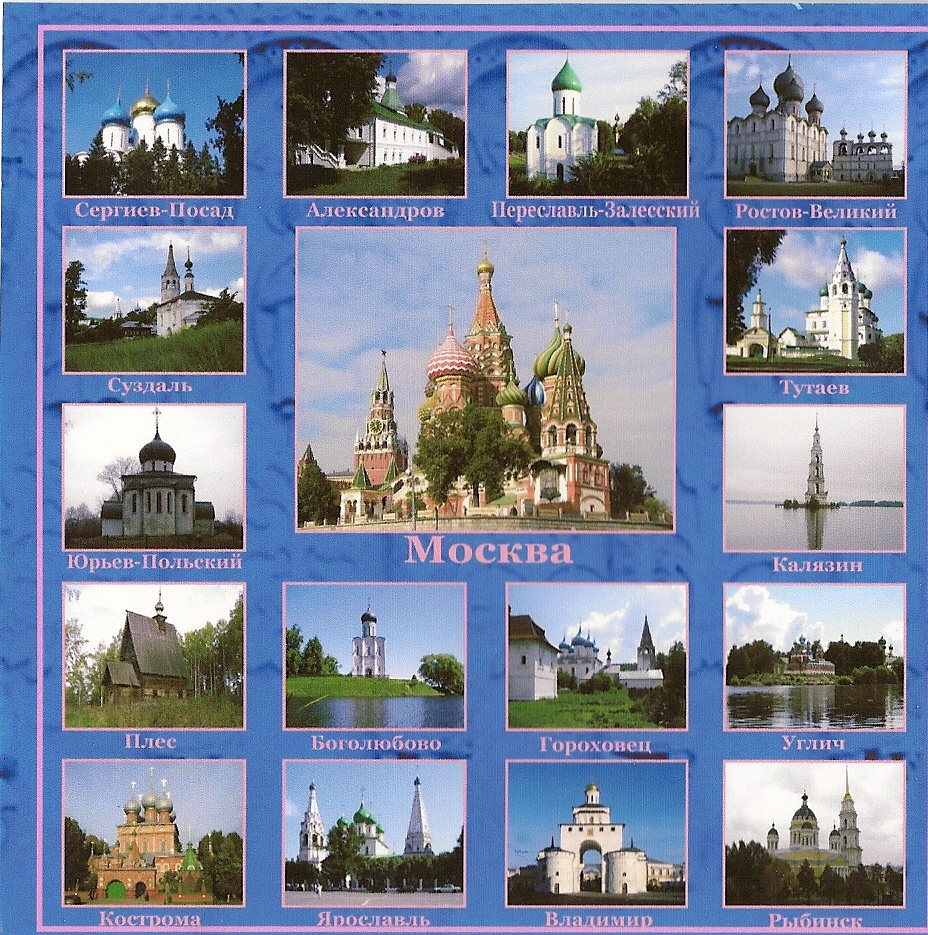 Сергиев-Посад
Александров
Переславль-Залесский
Ростов-Великий
Суздаль
Тутаев
Юрьев-Польский
Москва
Калязин
Плес
Боголюбово
Гороховец
Углич
Кострома
Ярославль
Владимир
Рыбинск